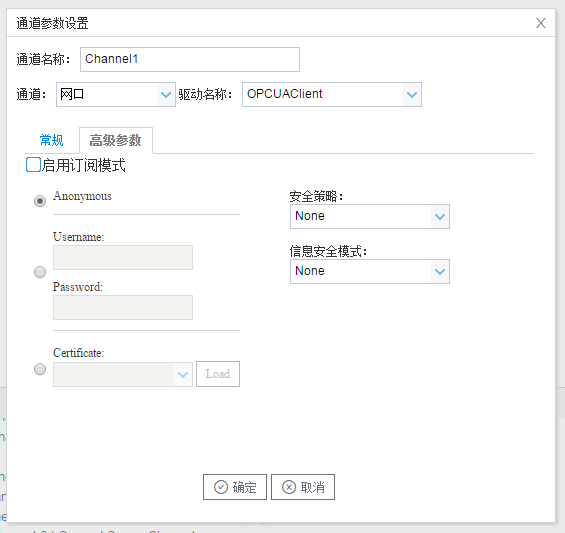 通道参数设置
通道名称： Channel1
通道： 网口 驱动名称： OPCUAClient
常规 高级参数
启用订阅模式
Anonymous
安全策略：
None
Username:
信息安全模式：
None
Password:
Certificate:
Load
确定 取消